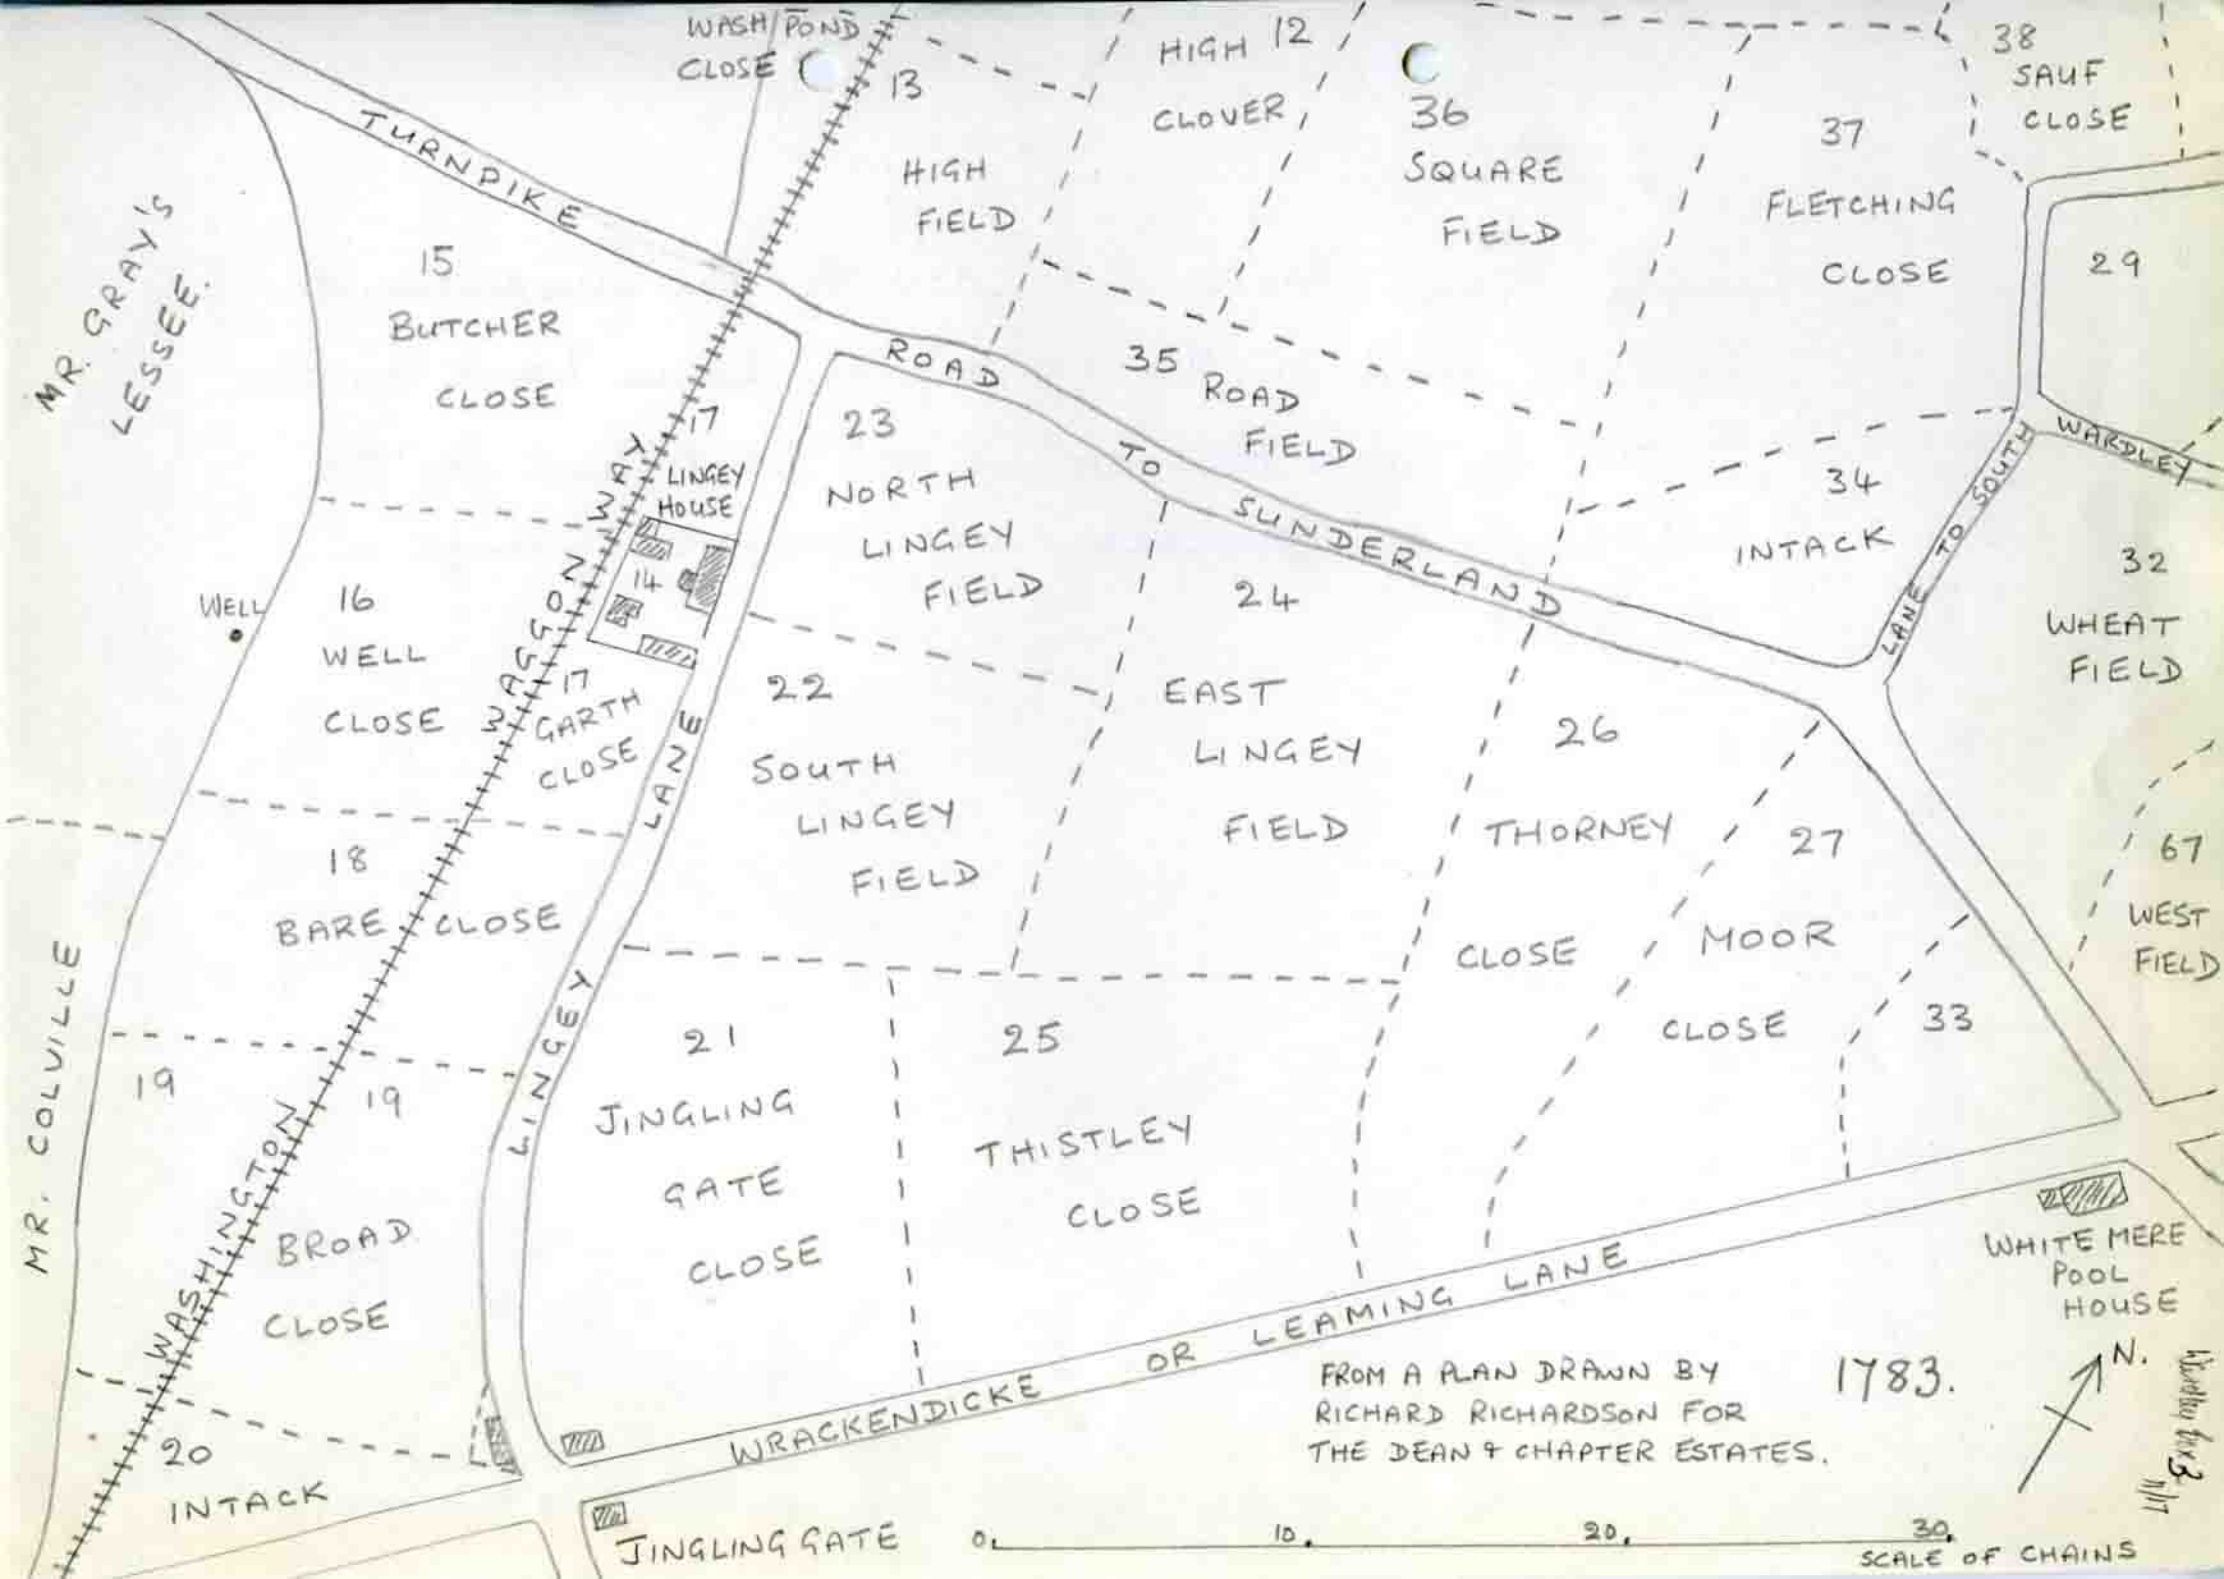 WASH POND
CLOSE
13
HIGH
FIELD
HIGH 12
CLOVER
36
SQUARE
FIELD
37
FLETCHING
CLOSE
38
SAUF
CLOSE
29
TURNPIKE ROAD TO SUNDERLAND
MR. GRAY'S
LESSEE.
15
BUTCHER
CLOSE
17
LINGEY
HOUSE
14
23
NORTH
LINGEY
FIELD
35 ROAD
FIELD
34
INTACK
LANE TO SOUTH WARDLEY
32
WHEAT
FIELD
WELL
16
WELL
CLOSE
17
GARTH
CLOSE
22
SOUTH
LINGEY
FIELD
24
EAST
LINGEY
FIELD
26
THORNEY
CLOSE
27
MOOR
CLOSE
67
WEST
FIELD
18
BARE CLOSE
WASHINGTON WAGGON WAY
LINGEY LANE
MR. COLVILLE
19
19
BROAD
CLOSE
21
JINGLING
GATE
CLOSE
25
THISTLEY
CLOSE
33
20
INTACK
WRACKENDICKE OR LEAMING LANE
WHITE MERE
POOL
HOUSE
JINGLING GATE
FROM A PLAN DRAWN BY
RICHARD RICHARDSON FOR
THE DEAN & CHAPTER ESTATES.
1783.
N.
0. 10. 20. 30.
SCALE OF CHAINS